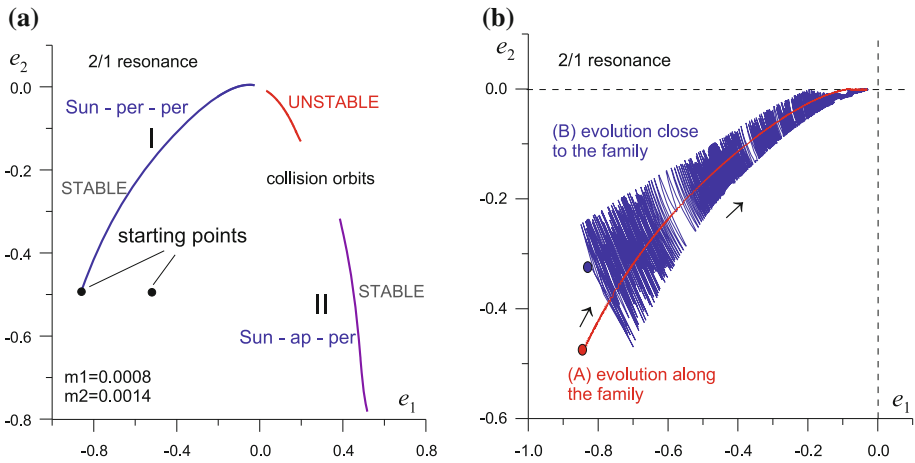 (a)
e2
2/1 resonance
0.0
Sun - per - per
UNSTABLE
I
-0.2
STABLE
collision orbits
starting points
-0.4
-0.6
II
STABLE
Sun - ap - per
m1=0.0008
m2=0.0014
e1
-0.8
-0.8
-0.4
0.0
0.4
0.8
(b)
e2
2/1 resonance
0.0
(B) evolution close
to the family
-0.2
-0.4
(A) evolution along
the family
e1
-0.6
-1.0
-0.8
-0.6
-0.4
-0.2
0.0